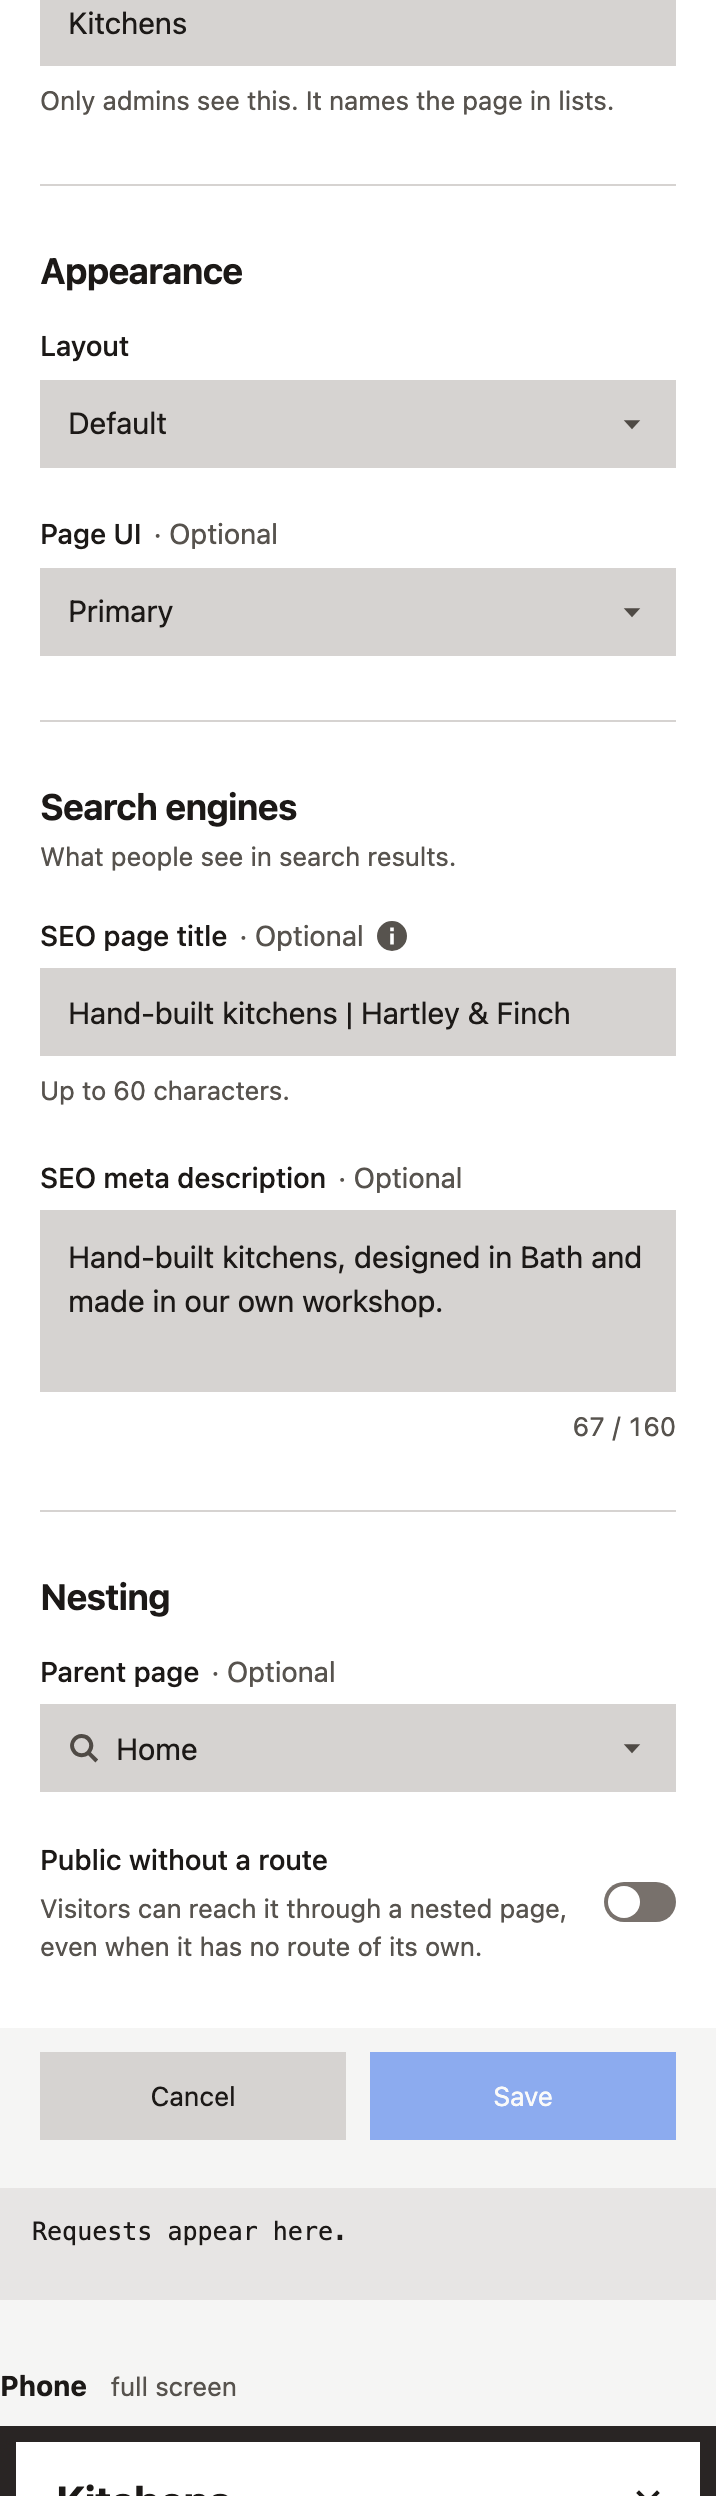 Kitchens
Only admins see this. It names the page in lists.
Appearance
Layout
Default
Page UI · Optional
Primary
Search engines
What people see in search results.
SEO page title · Optional
Hand-built kitchens | Hartley & Finch
Up to 60 characters.
SEO meta description · Optional
Hand-built kitchens, designed in Bath and
made in our own workshop.
67 / 160
Nesting
Parent page · Optional
Home
Public without a route
Visitors can reach it through a nested page,
even when it has no route of its own.
Cancel
Save
Requests appear here.
Phone full screen
Kitchens